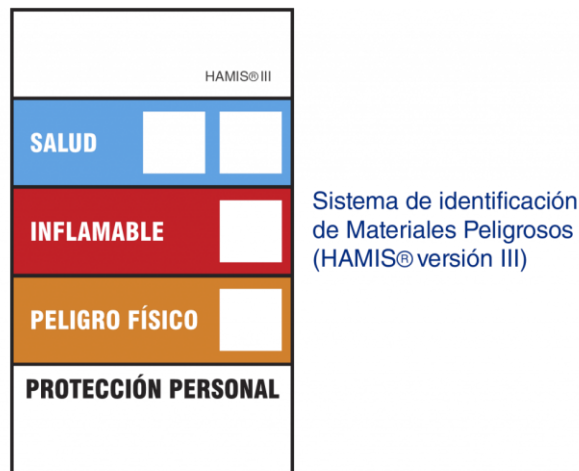 HAMIS® III
SALUD
INFLAMABLE
PELIGRO FÍSICO
PROTECCIÓN PERSONAL
Sistema de identificación
de Materiales Peligrosos
(HAMIS® versión III)